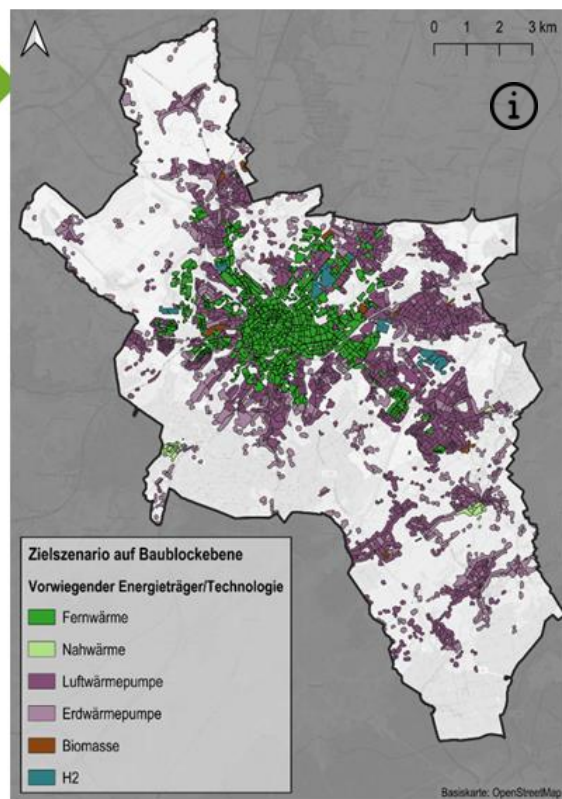 0 1 2 3 km
i
Zielszenario auf Baublockebene
Vorwiegender Energieträger/Technologie
Fernwärme
Nahwärme
Luftwärmepumpe
Erdwärmepumpe
Biomasse
H2
Basiskarte: OpenStreetMap